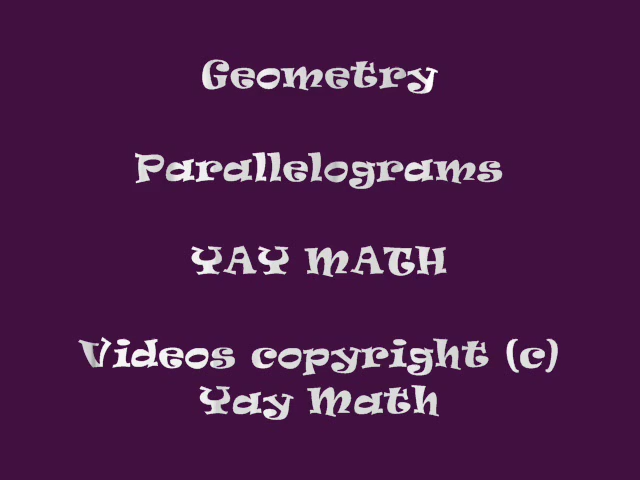 Geometry
Parallelograms
YAY MATH
Videos copyright (c)
Yay Math